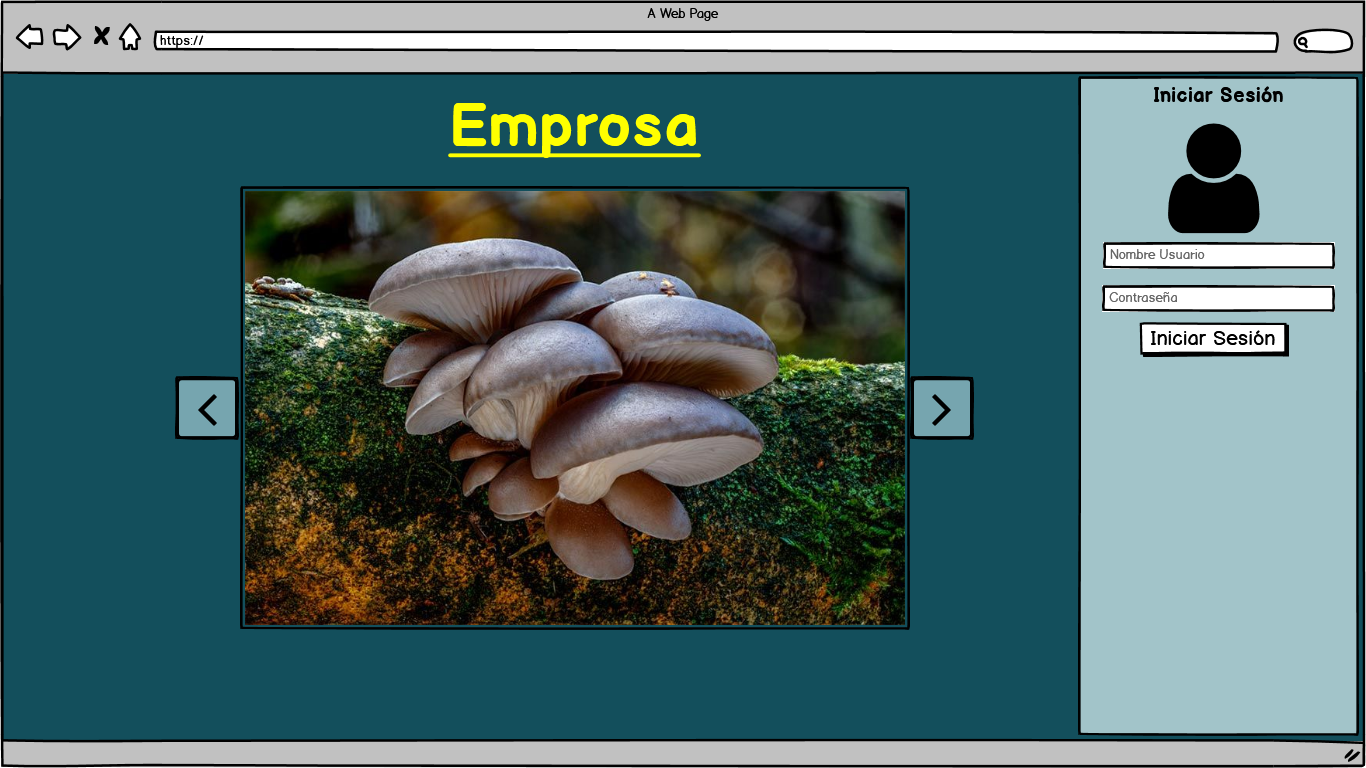 A Web Page
https://
Emprosa
Iniciar Sesión
Nombre Usuario
Contraseña
Iniciar Sesión